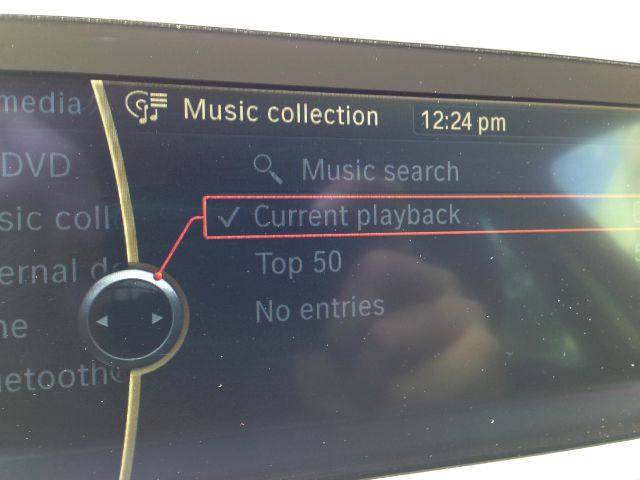 media
Music collection
12:24 pm
DVD
Music search
sic coll
Current playback
ernal d
Top 50
ne
No entries
etooth